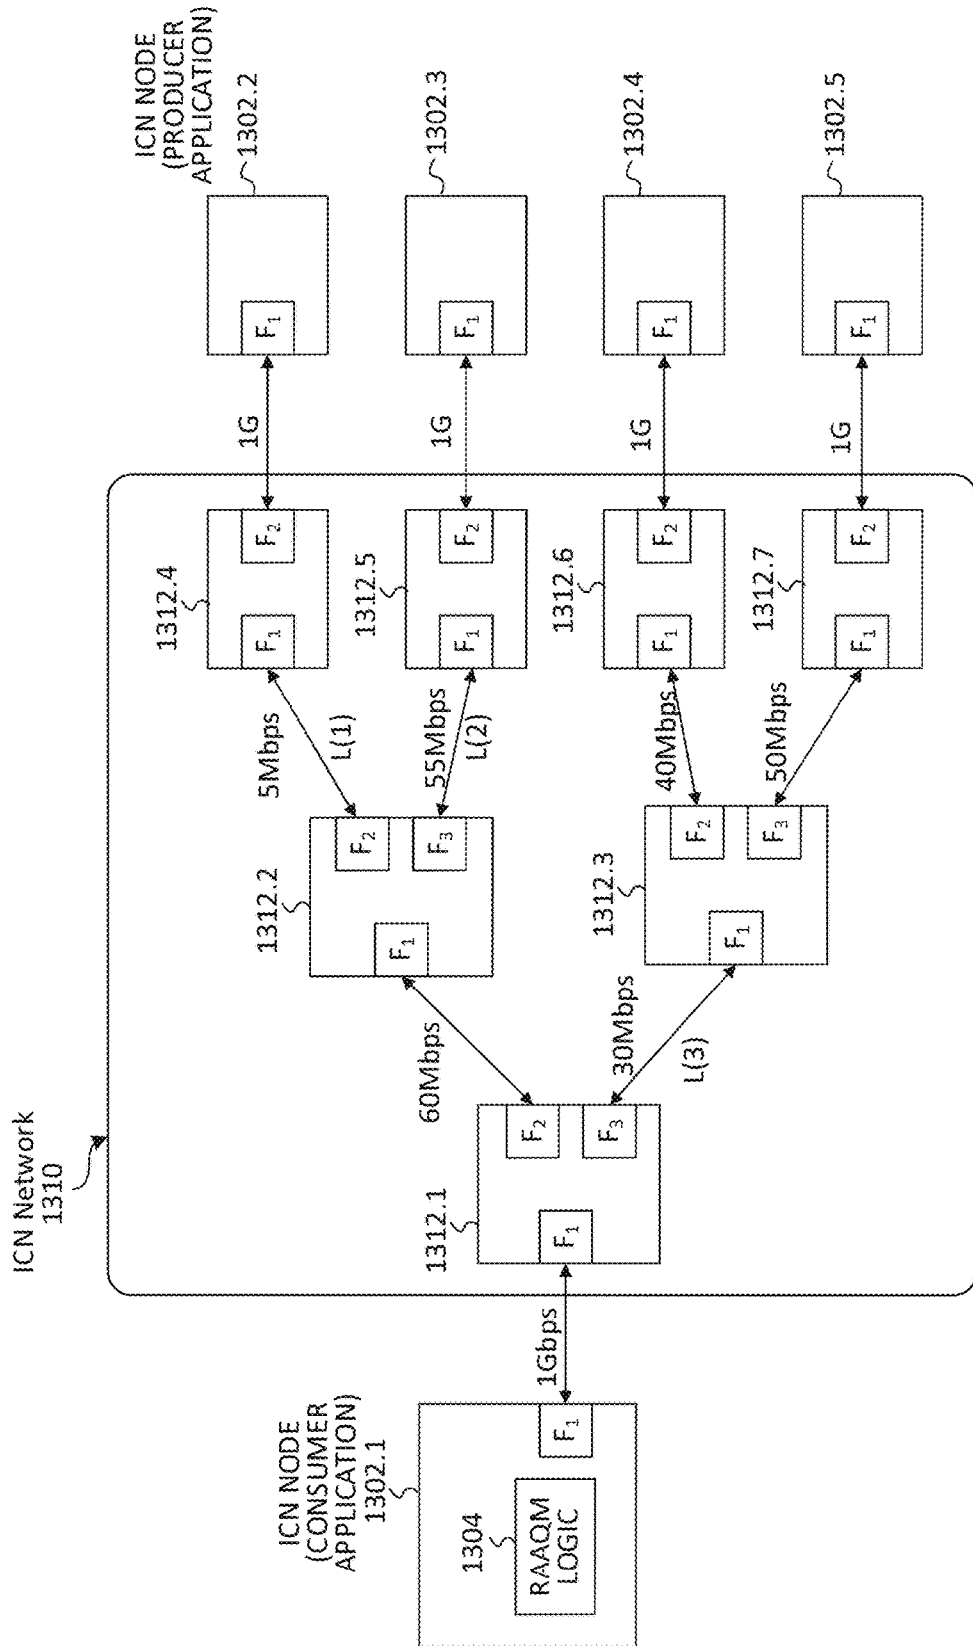 ICN Network
1310
ICN NODE
(CONSUMER
APPLICATION)
1302.1
1304
RAAQM
LOGIC
F₁
1Gbps
1312.1
F₁
F₂
F₃
60Mbps
30Mbps
L(3)
1312.2
F₁
F₂
F₃
1312.3
F₁
F₂
F₃
5Mbps
L(1)
55Mbps
L(2)
40Mbps
50Mbps
1312.4
F₁
F₂
1312.5
F₁
F₂
1312.6
F₁
F₂
1312.7
F₁
F₂
1G
1G
1G
1G
ICN NODE
(PRODUCER
APPLICATION)
1302.2
F₁
1302.3
F₁
1302.4
F₁
1302.5
F₁